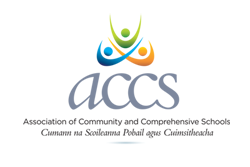 accs
Association of Community and Comprehensive Schools
Cumann na Scoileanna Pobail agus Cuimsitheacha